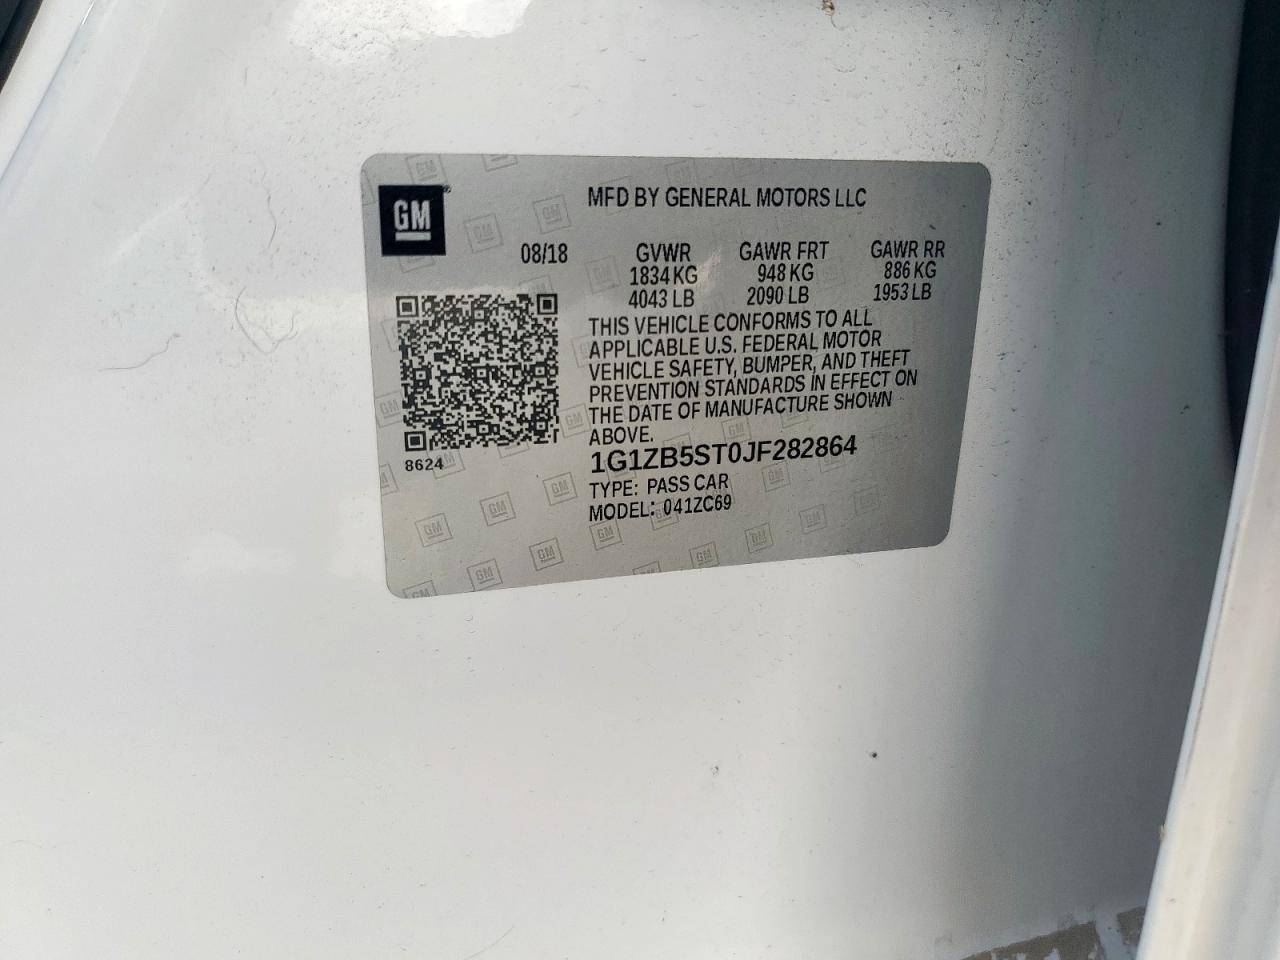 GM
MFD BY GENERAL MOTORS LLC
08/18 GVWR GAWR FRT GAWR RR
1834 KG 948 KG 886 KG
4043 LB 2090 LB 1953 LB
THIS VEHICLE CONFORMS TO ALL
APPLICABLE U.S. FEDERAL MOTOR
VEHICLE SAFETY, BUMPER, AND THEFT
PREVENTION STANDARDS IN EFFECT ON
THE DATE OF MANUFACTURE SHOWN
ABOVE.
8624
1G1ZB5ST0JF282864
TYPE: PASS CAR
MODEL: 041ZC69